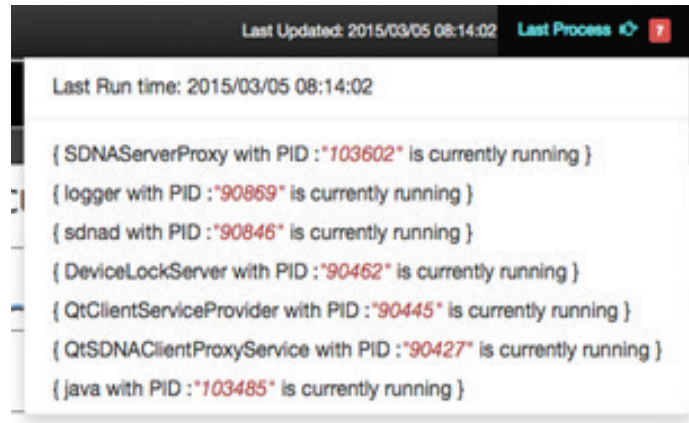 Last Updated: 2015/03/05 08:14:02 Last Process 7
Last Run time: 2015/03/05 08:14:02
{ SDNAServerProxy with PID :"103602" is currently running }
{ logger with PID :"90869" is currently running }
{ sdnad with PID :"90846" is currently running }
{ DeviceLockServer with PID :"90462" is currently running }
{ QtClientServiceProvider with PID :"90445" is currently running }
{ QtSDNAClientProxyService with PID :"90427" is currently running }
{ java with PID :"103485" is currently running }